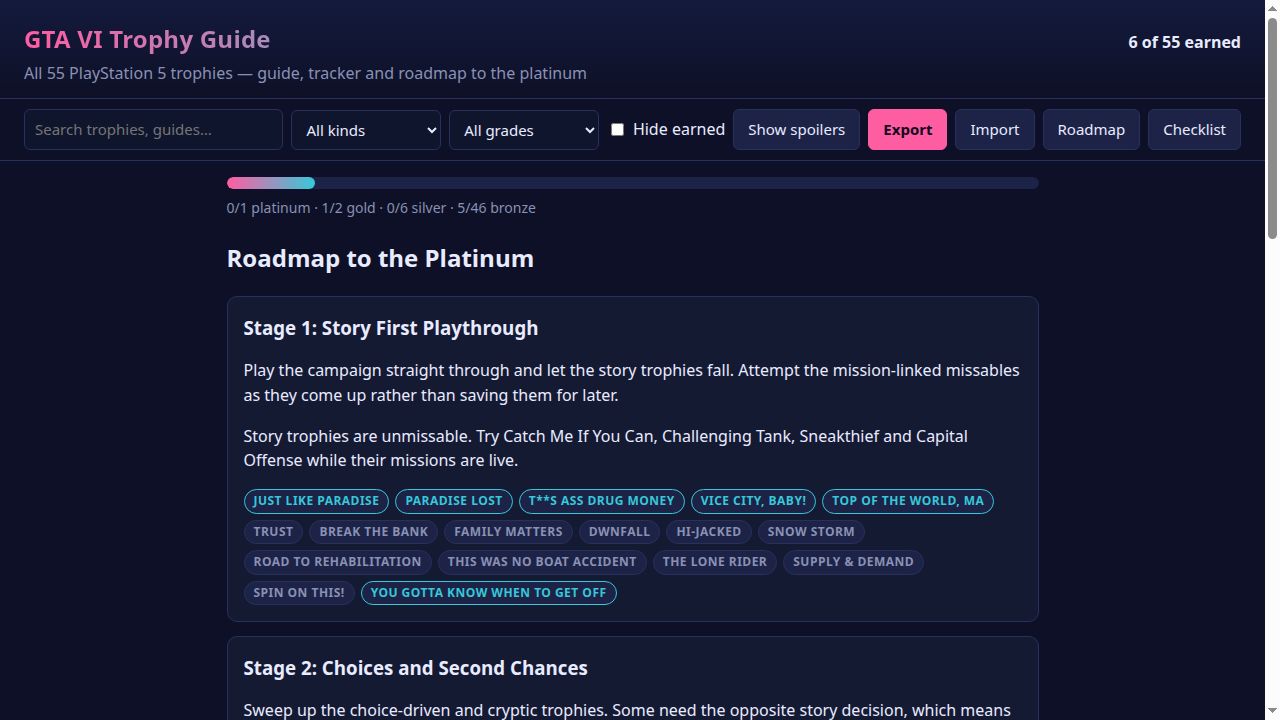 GTA VI Trophy Guide
6 of 55 earned
All 55 PlayStation 5 trophies — guide, tracker and roadmap to the platinum
Search trophies, guides...
All kinds
All grades
Hide earned
Show spoilers
Export
Import
Roadmap
Checklist
0/1 platinum · 1/2 gold · 0/6 silver · 5/46 bronze
Roadmap to the Platinum
Stage 1: Story First Playthrough
Play the campaign straight through and let the story trophies fall. Attempt the mission-linked missables
as they come up rather than saving them for later.
Story trophies are unmissable. Try Catch Me If You Can, Challenging Tank, Sneakthief and Capital
Offense while their missions are live.
JUST LIKE PARADISE PARADISE LOST T**S ASS DRUG MONEY VICE CITY, BABY! TOP OF THE WORLD, MA
TRUST BREAK THE BANK FAMILY MATTERS DWNFALL HI-JACKED SNOW STORM
ROAD TO REHABILITATION THIS WAS NO BOAT ACCIDENT THE LONE RIDER SUPPLY & DEMAND
SPIN ON THIS! YOU GOTTA KNOW WHEN TO GET OFF
Stage 2: Choices and Second Chances
Sweep up the choice-driven and cryptic trophies. Some need the opposite story decision, which means